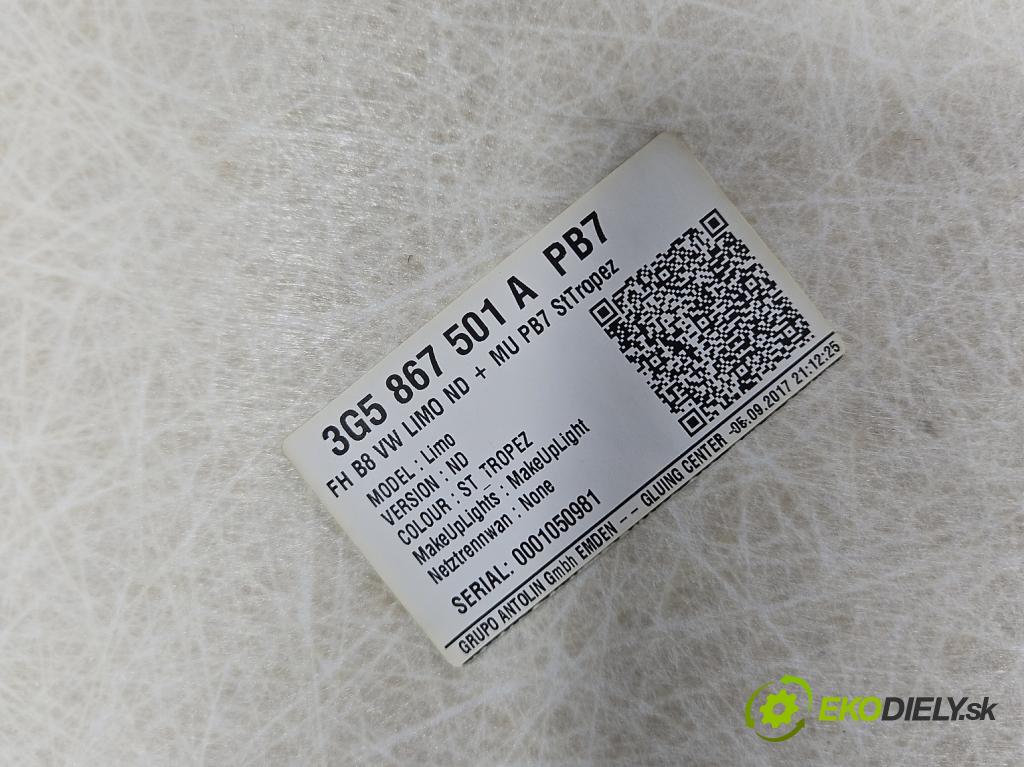 3G5 867 501 A PB7
FH B8 VW LIMO ND + MU PB7 StTropez
MODEL : Limo
VERSION : ND
COLOUR : ST_TROPEZ
MakeUpLights : MakeUpLight
Netztrennwan : None
SERIAL: 0001050981
GRUPO ANTOLIN Gmbh EMDEN -- GLUING CENTER -06.09.2017 21:12:25
EKODIELY.sk